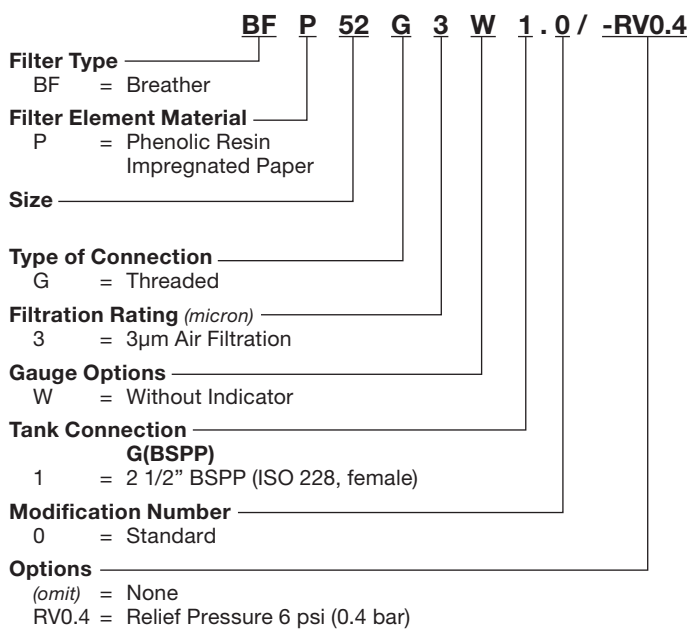 BF P 52 G 3 W 1 . 0 / -RV0.4
Filter Type
BF = Breather
Filter Element Material
P = Phenolic Resin
Impregnated Paper
Size
Type of Connection
G = Threaded
Filtration Rating (micron)
3 = 3µm Air Filtration
Gauge Options
W = Without Indicator
Tank Connection
G(BSPP)
1 = 2 1/2” BSPP (ISO 228, female)
Modification Number
0 = Standard
Options
(omit) = None
RV0.4 = Relief Pressure 6 psi (0.4 bar)